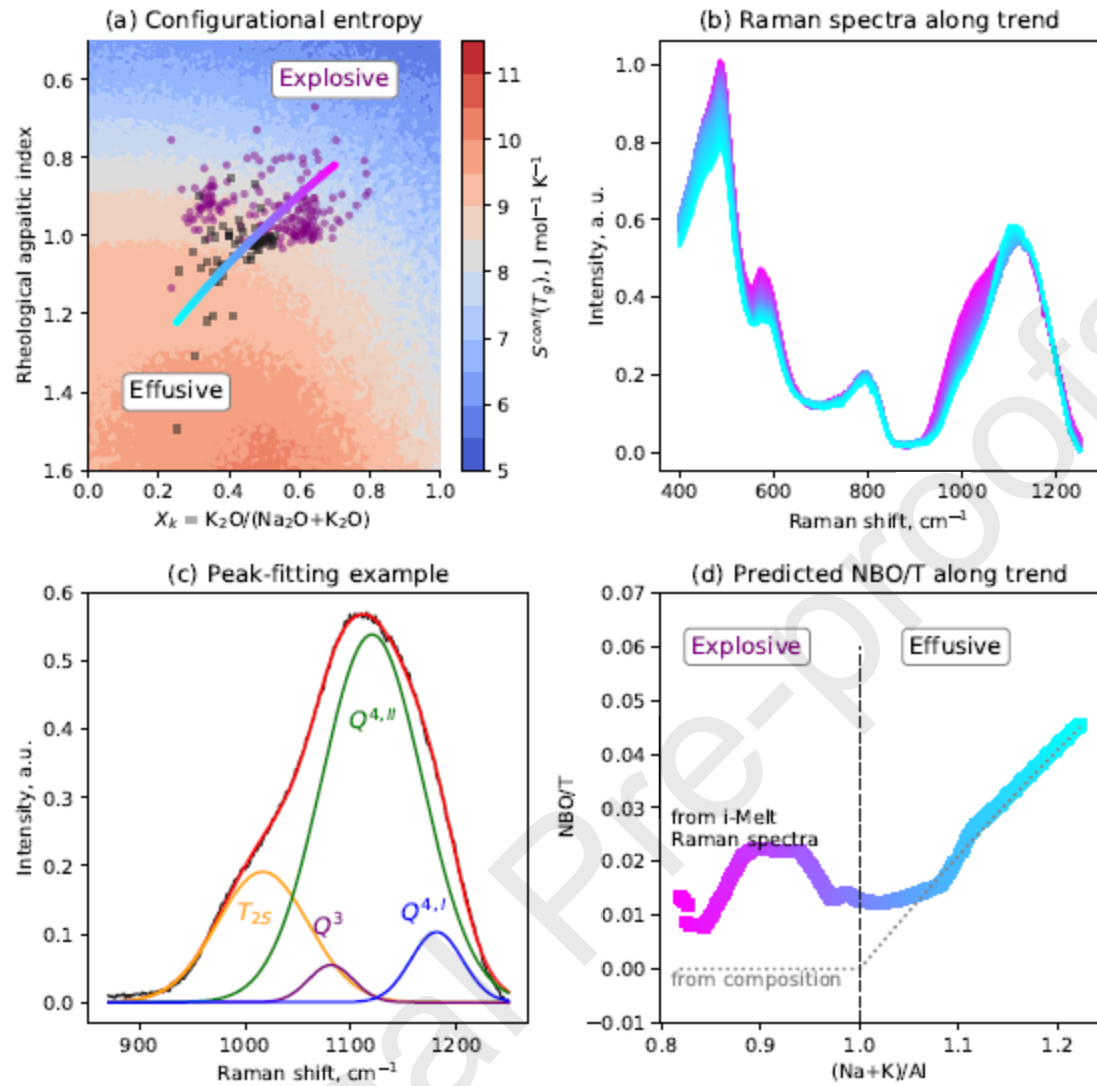 (a) Configurational entropy
Explosive
Effusive
0.6
0.8
1.0
1.2
1.4
1.6
Rheological agpaitic index
0.0 0.2 0.4 0.6 0.8 1.0
X_k = K₂O/(Na₂O+K₂O)
11
10
9
8
7
6
5
S^conf(T_g), J mol⁻¹ K⁻¹
(b) Raman spectra along trend
1.0
0.8
0.6
0.4
0.2
0.0
Intensity, a. u.
400 600 800 1000 1200
Raman shift, cm⁻¹
(c) Peak-fitting example
0.6
0.5
0.4
0.3
0.2
0.1
0.0
Intensity, a.u.
Q^4,II
T_2S
Q³
Q^4,I
900 1000 1100 1200
Raman shift, cm⁻¹
(d) Predicted NBO/T along trend
0.07
0.06
0.05
0.04
0.03
0.02
0.01
0.00
−0.01
NBO/T
Explosive
Effusive
from i-Melt
Raman spectra
from composition
0.8 0.9 1.0 1.1 1.2
(Na+K)/Al
Pre-proofs